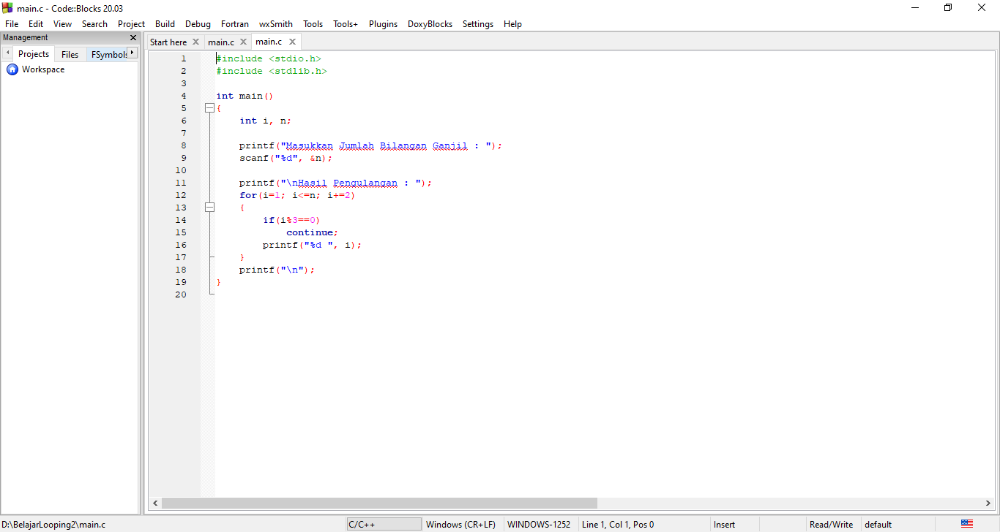 main.c - Code::Blocks 20.03
File Edit View Search Project Build Debug Fortran wxSmith Tools Tools+ Plugins DoxyBlocks Settings Help
Management
Projects Files FSymbols
Workspace
Start here main.c main.c
1 #include <stdio.h>
2 #include <stdlib.h>
3
4 int main()
5 {
6     int i, n;
7
8     printf("Masukkan Jumlah Bilangan Ganjil : ");
9     scanf("%d", &n);
10
11     printf("\nHasil Pengulangan : ");
12     for(i=1; i<=n; i+=2)
13     {
14         if(i%3==0)
15             continue;
16         printf("%d ", i);
17     }
18     printf("\n");
19 }
20
D:\BelajarLooping2\main.c C/C++ Windows (CR+LF) WINDOWS-1252 Line 1, Col 1, Pos 0 Insert Read/Write default